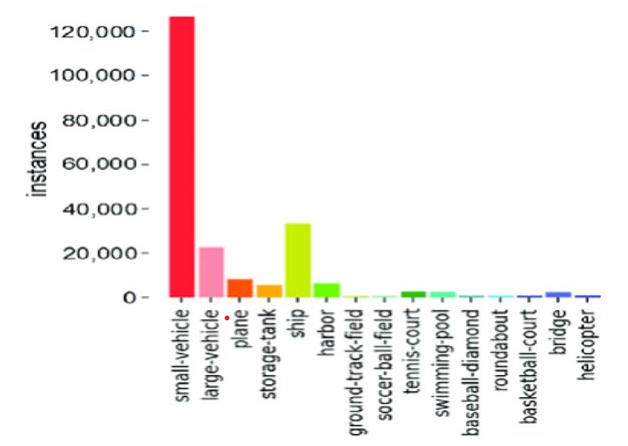 120,000
100,000
80,000
60,000
40,000
20,000
0
instances
small-vehicle
large-vehicle
plane
storage-tank
ship
harbor
ground-track-field
soccer-ball-field
tennis-court
swimming-pool
baseball-diamond
roundabout
basketball-court
bridge
helicopter